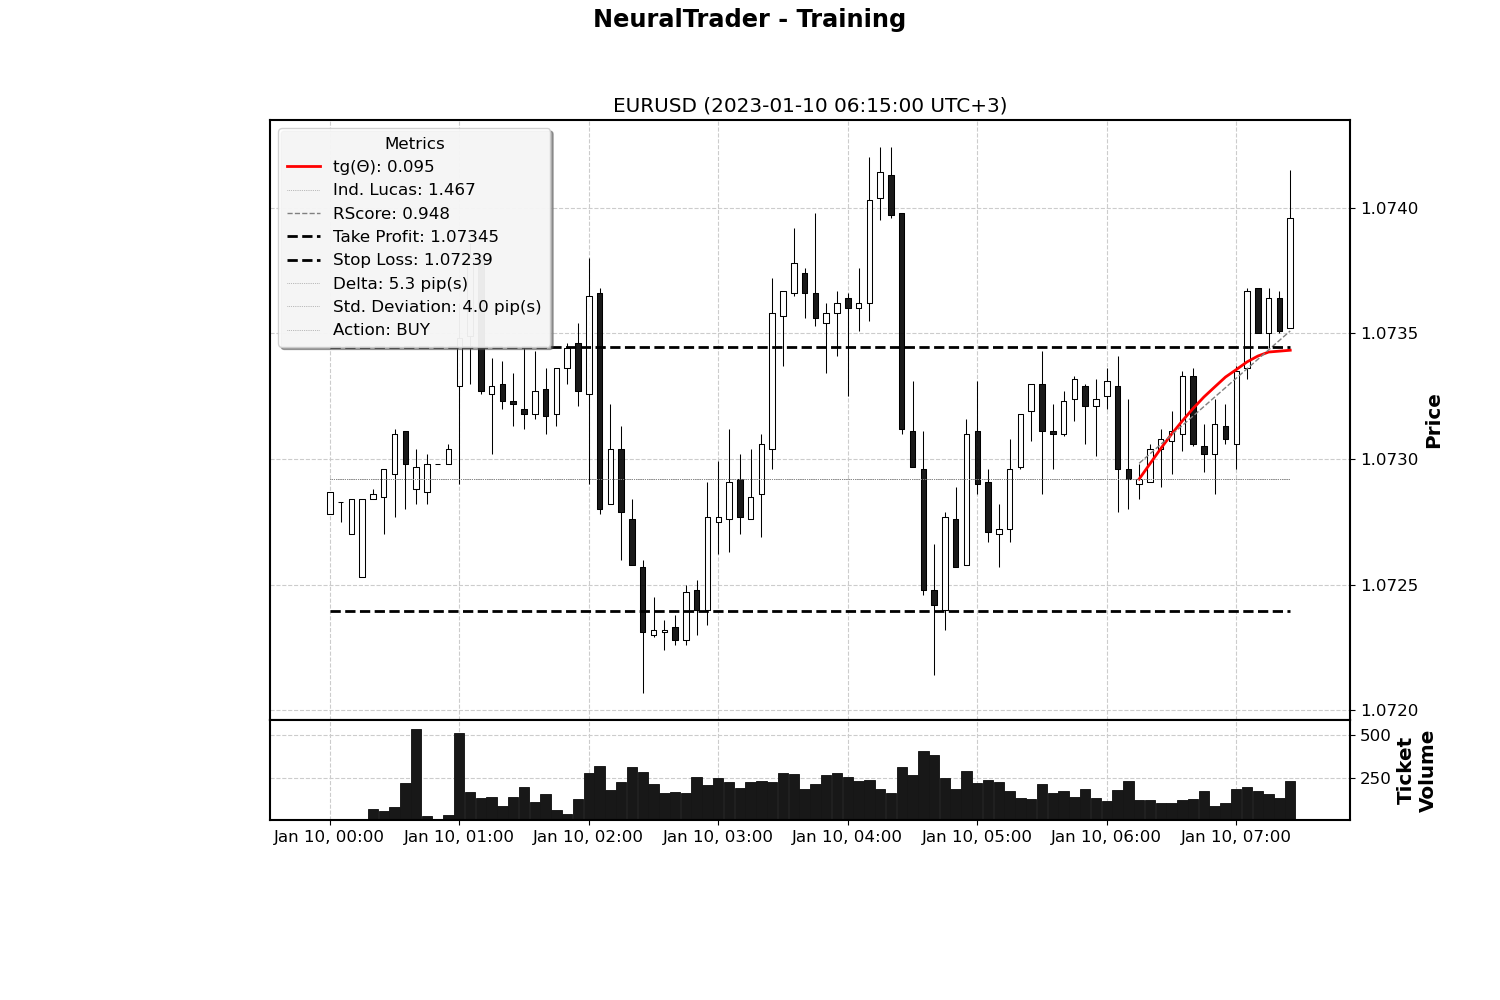 NeuralTrader - Training
EURUSD (2023-01-10 06:15:00 UTC+3)
Metrics
tg(Θ): 0.095
Ind. Lucas: 1.467
RScore: 0.948
Take Profit: 1.07345
Stop Loss: 1.07239
Delta: 5.3 pip(s)
Std. Deviation: 4.0 pip(s)
Action: BUY
1.0740
1.0735
1.0730
1.0725
1.0720
Price
500
250
Ticket
Volume
Jan 10, 00:00
Jan 10, 01:00
Jan 10, 02:00
Jan 10, 03:00
Jan 10, 04:00
Jan 10, 05:00
Jan 10, 06:00
Jan 10, 07:00